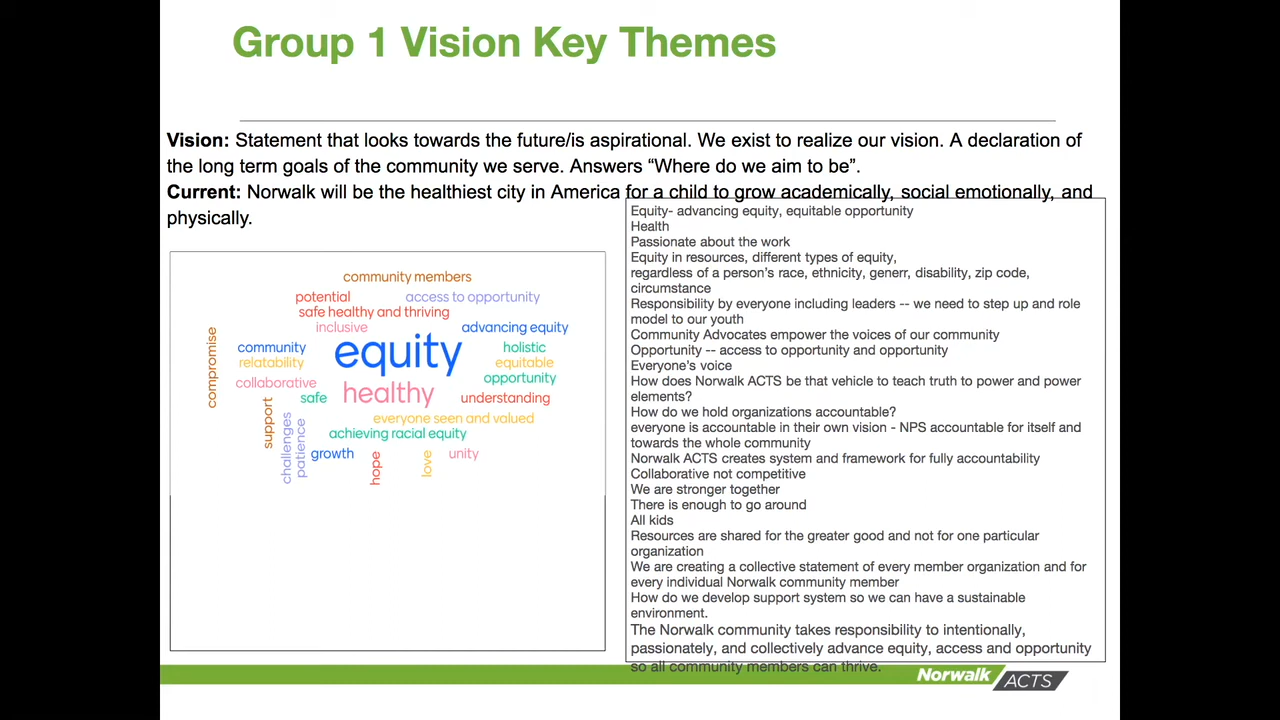 Group 1 Vision Key Themes
Vision: Statement that looks towards the future/is aspirational. We exist to realize our vision. A declaration of
the long term goals of the community we serve. Answers “Where do we aim to be”.
Current: Norwalk will be the healthiest city in America for a child to grow academically, social emotionally, and
physically.
community members
potential
access to opportunity
safe healthy and thriving
inclusive
advancing equity
compromise
community
equity
holistic
relatability
equitable
collaborative
healthy
opportunity
safe
understanding
support
everyone seen and valued
challenges
patience
achieving racial equity
growth
hope
love
unity
Equity- advancing equity, equitable opportunity
Health
Passionate about the work
Equity in resources, different types of equity,
regardless of a person’s race, ethnicity, generr, disability, zip code,
circumstance
Responsibility by everyone including leaders -- we need to step up and role
model to our youth
Community Advocates empower the voices of our community
Opportunity -- access to opportunity and opportunity
Everyone’s voice
How does Norwalk ACTS be that vehicle to teach truth to power and power
elements?
How do we hold organizations accountable?
everyone is accountable in their own vision - NPS accountable for itself and
towards the whole community
Norwalk ACTS creates system and framework for fully accountability
Collaborative not competitive
We are stronger together
There is enough to go around
All kids
Resources are shared for the greater good and not for one particular
organization
We are creating a collective statement of every member organization and for
every individual Norwalk community member
How do we develop support system so we can have a sustainable
environment.
The Norwalk community takes responsibility to intentionally,
passionately, and collectively advance equity, access and opportunity
so all community members can thrive.
Norwalk
ACTS